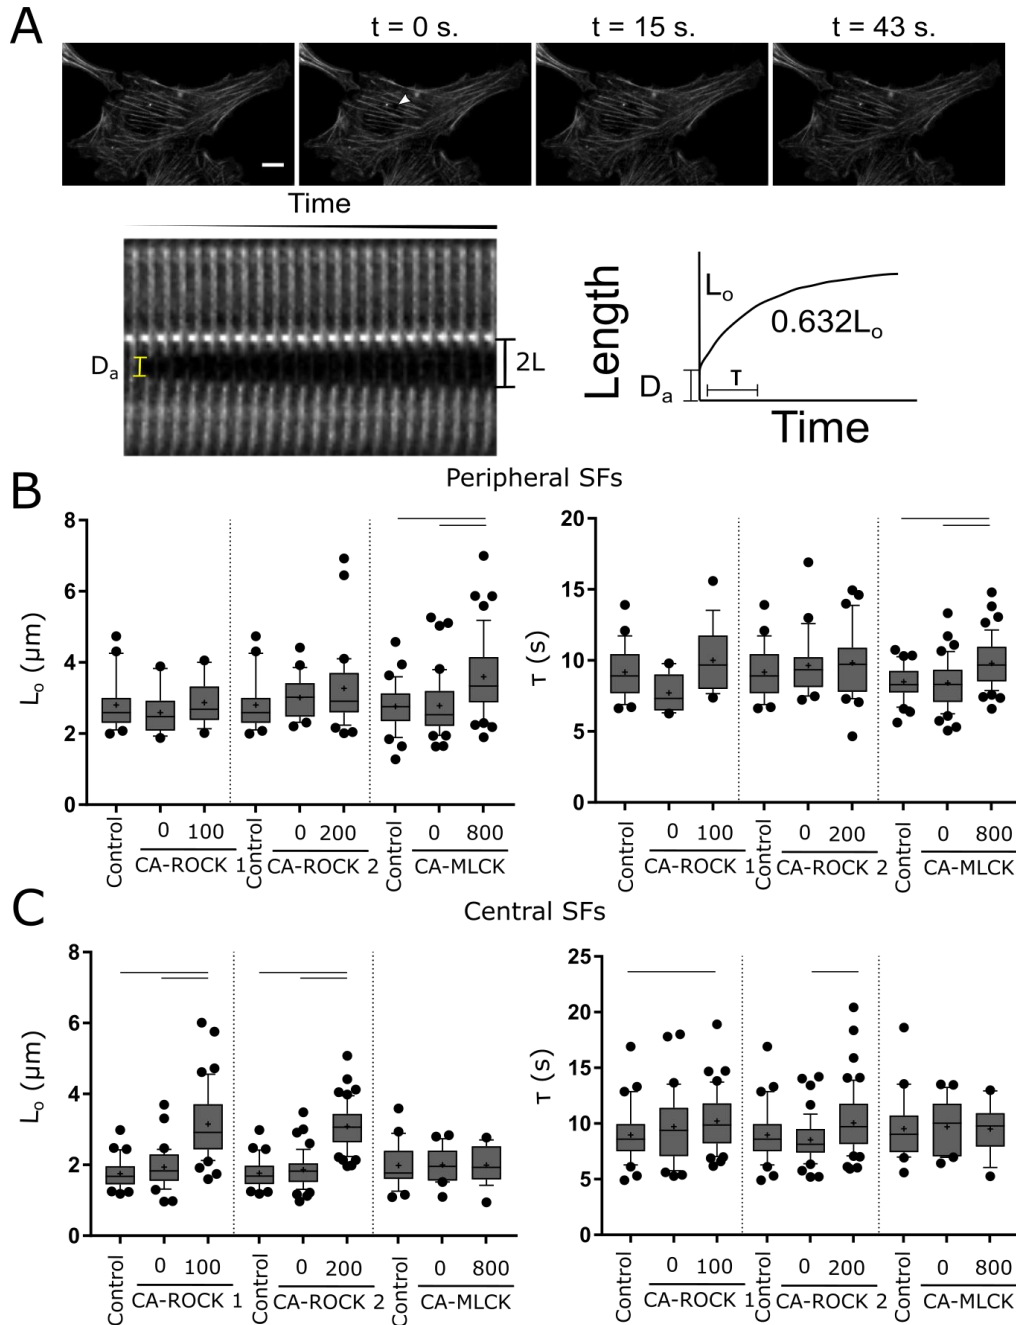 A
t = 0 s.
t = 15 s.
t = 43 s.
Time
Dₐ
2L
Length
Lₒ
0.632Lₒ
Dₐ
τ
Time
B
Peripheral SFs
Lₒ (µm)
8
6
4
2
0
Control
0
100
CA-ROCK 1
Control
0
200
CA-ROCK 2
Control
0
800
CA-MLCK
τ (s)
20
15
10
5
0
Control
0
100
CA-ROCK 1
Control
0
200
CA-ROCK 2
Control
0
800
CA-MLCK
C
Central SFs
Lₒ (µm)
8
6
4
2
0
Control
0
100
CA-ROCK 1
Control
0
200
CA-ROCK 2
Control
0
800
CA-MLCK
τ (s)
25
20
15
10
5
0
Control
0
100
CA-ROCK 1
Control
0
200
CA-ROCK 2
Control
0
800
CA-MLCK